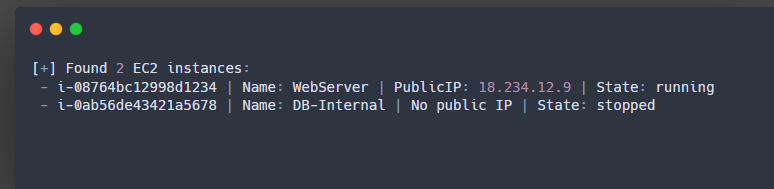 [+] Found 2 EC2 instances:
- i-08764bc12998d1234 | Name: WebServer | PublicIP: 18.234.12.9 | State: running
- i-0ab56de43421a5678 | Name: DB-Internal | No public IP | State: stopped